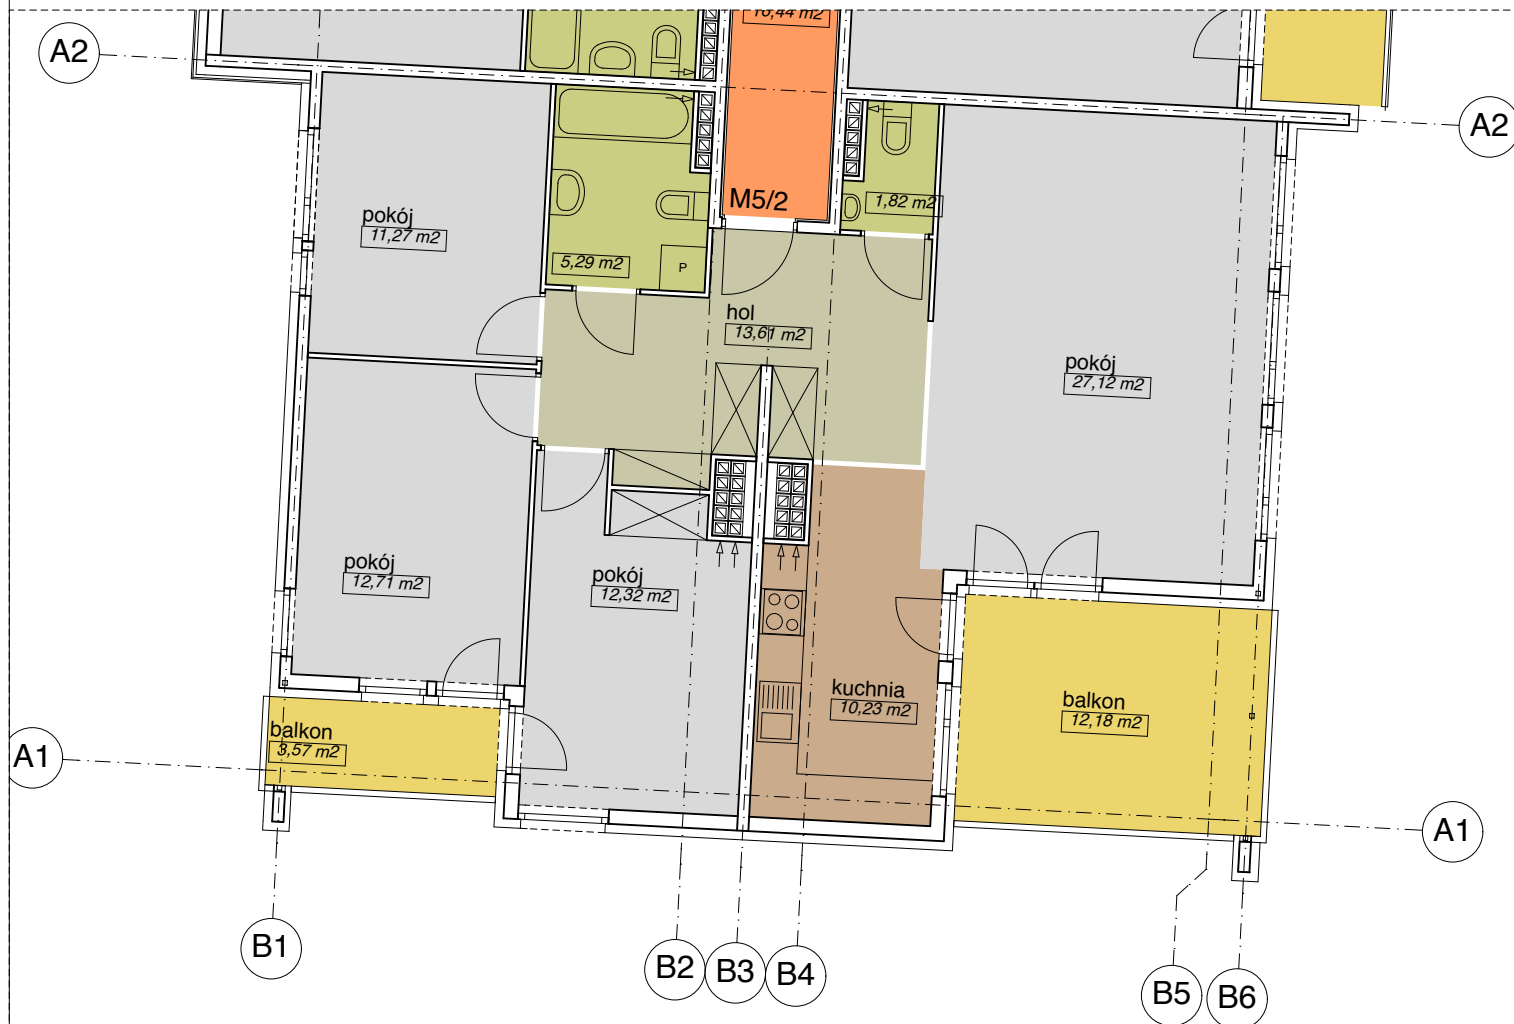 A2
A2
M5/2
1,82 m2
pokój
11,27 m2
5,29 m2
P
hol
13,61 m2
pokój
27,12 m2
pokój
12,71 m2
pokój
12,32 m2
kuchnia
10,23 m2
balkon
12,18 m2
balkon
3,57 m2
A1
A1
B1
B2
B3
B4
B5
B6